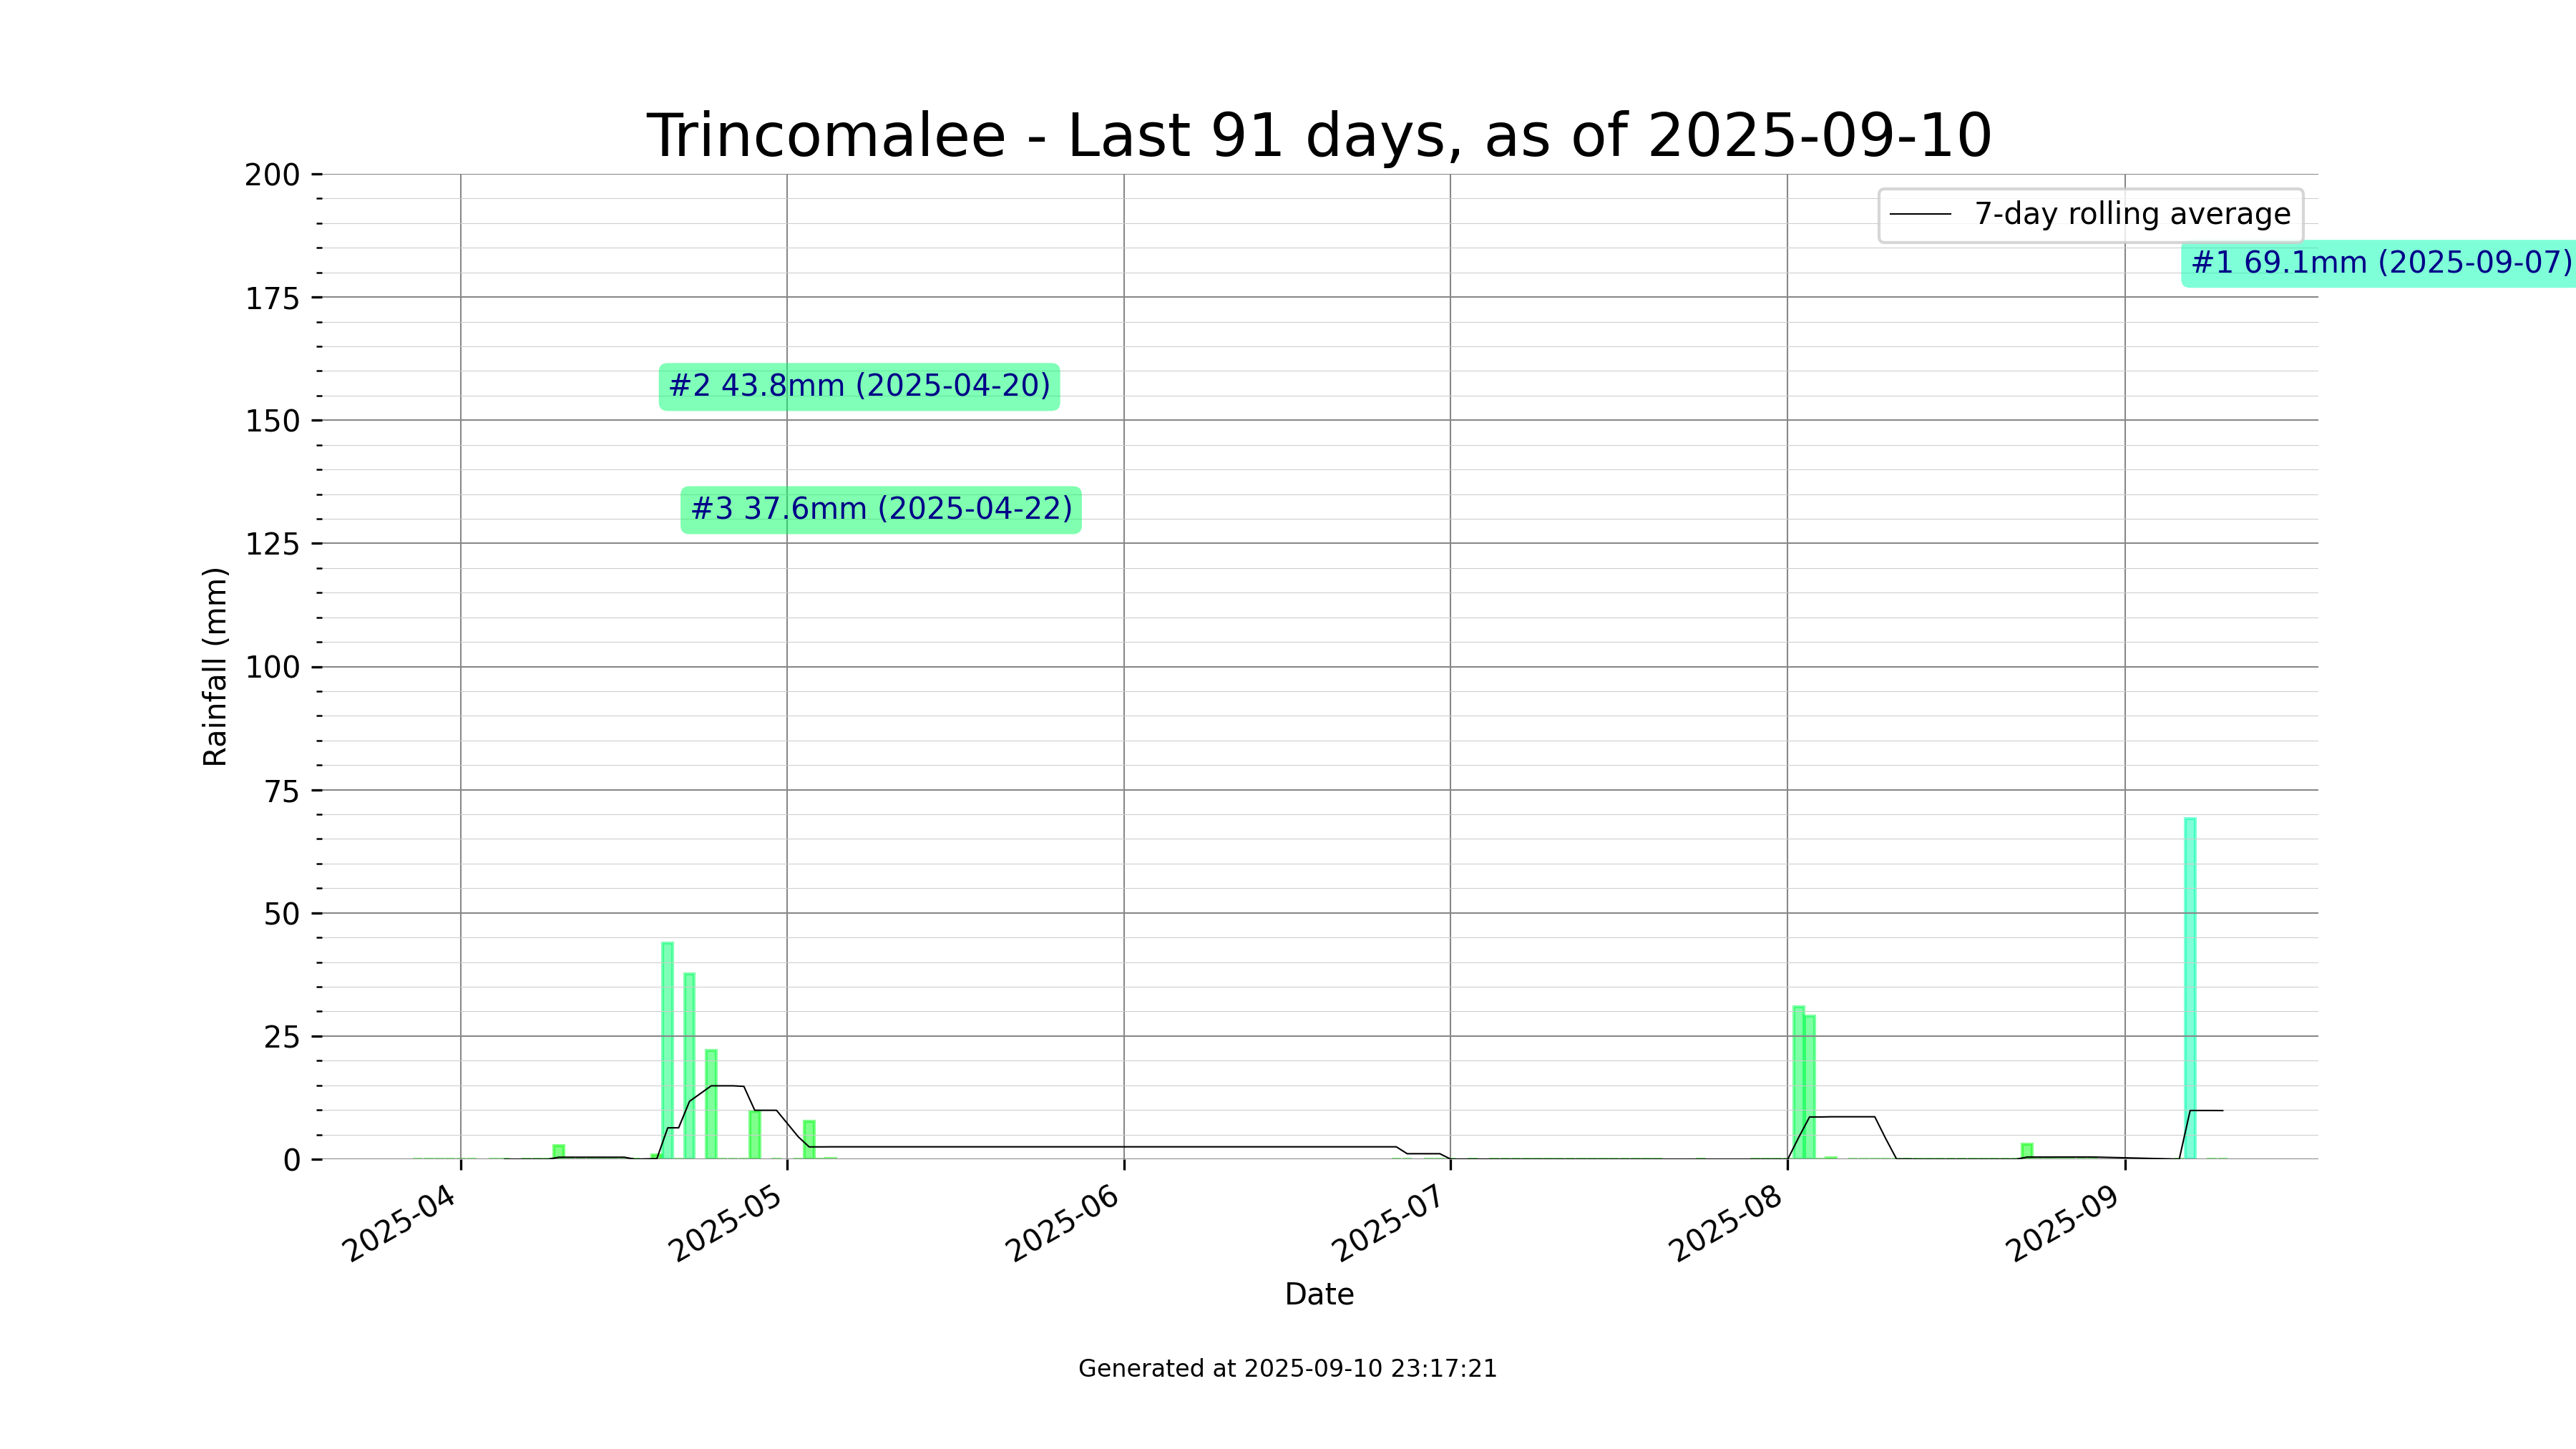 Trincomalee - Last 91 days, as of 2025-09-10
200
175
150
125
100
75
50
25
0
Rainfall (mm)
7-day rolling average
#1 69.1mm (2025-09-07)
#2 43.8mm (2025-04-20)
#3 37.6mm (2025-04-22)
2025-04
2025-05
2025-06
2025-07
2025-08
2025-09
Date
Generated at 2025-09-10 23:17:21